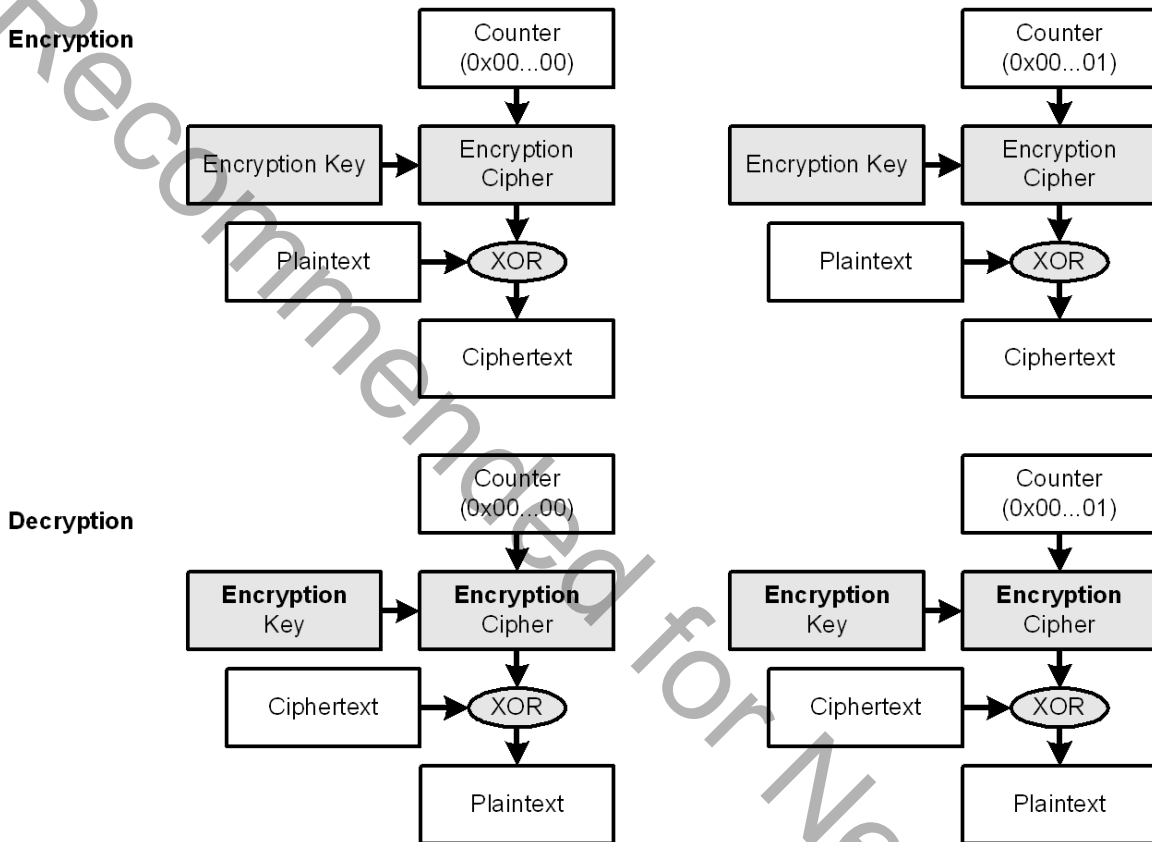 Encryption
Counter
(0x00...00)
Counter
(0x00...01)
Encryption Key
Encryption
Cipher
Encryption Key
Encryption
Cipher
Plaintext
XOR
Plaintext
XOR
Ciphertext
Ciphertext
Decryption
Counter
(0x00...00)
Counter
(0x00...01)
Encryption
Key
Encryption
Cipher
Encryption
Key
Encryption
Cipher
Ciphertext
XOR
Ciphertext
XOR
Plaintext
Plaintext
Recommended for